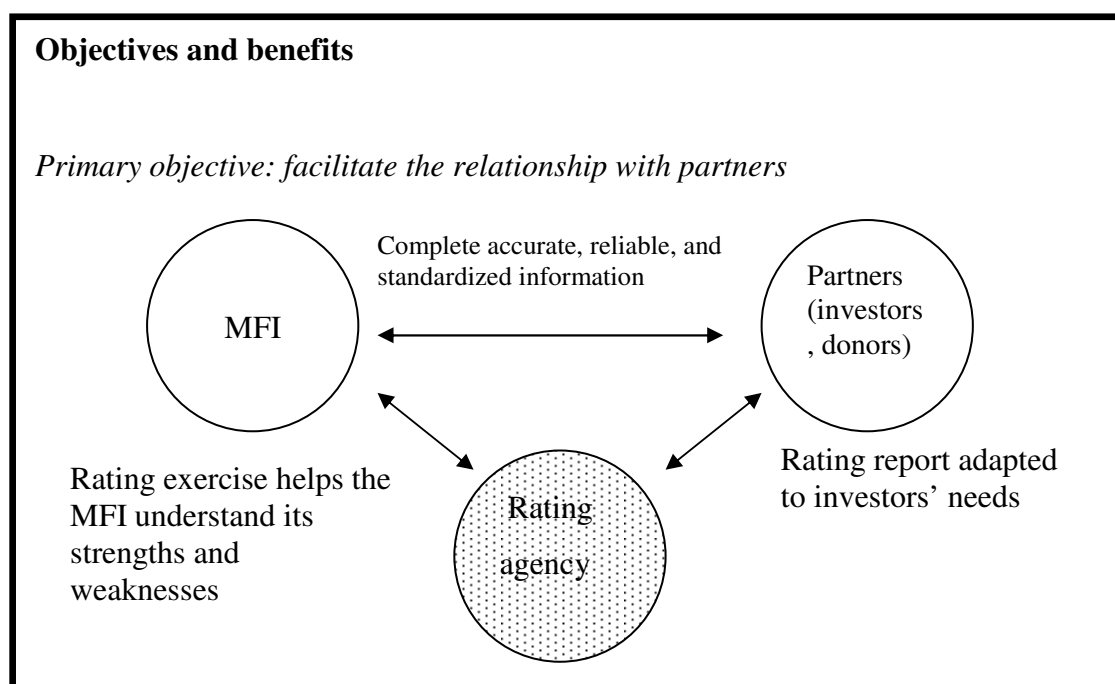 Objectives and benefits
Primary objective: facilitate the relationship with partners
Complete accurate, reliable, and
standardized information
MFI
Partners
(investors
, donors)
Rating exercise helps the
MFI understand its
strengths and
weaknesses
Rating
agency
Rating report adapted
to investors’ needs